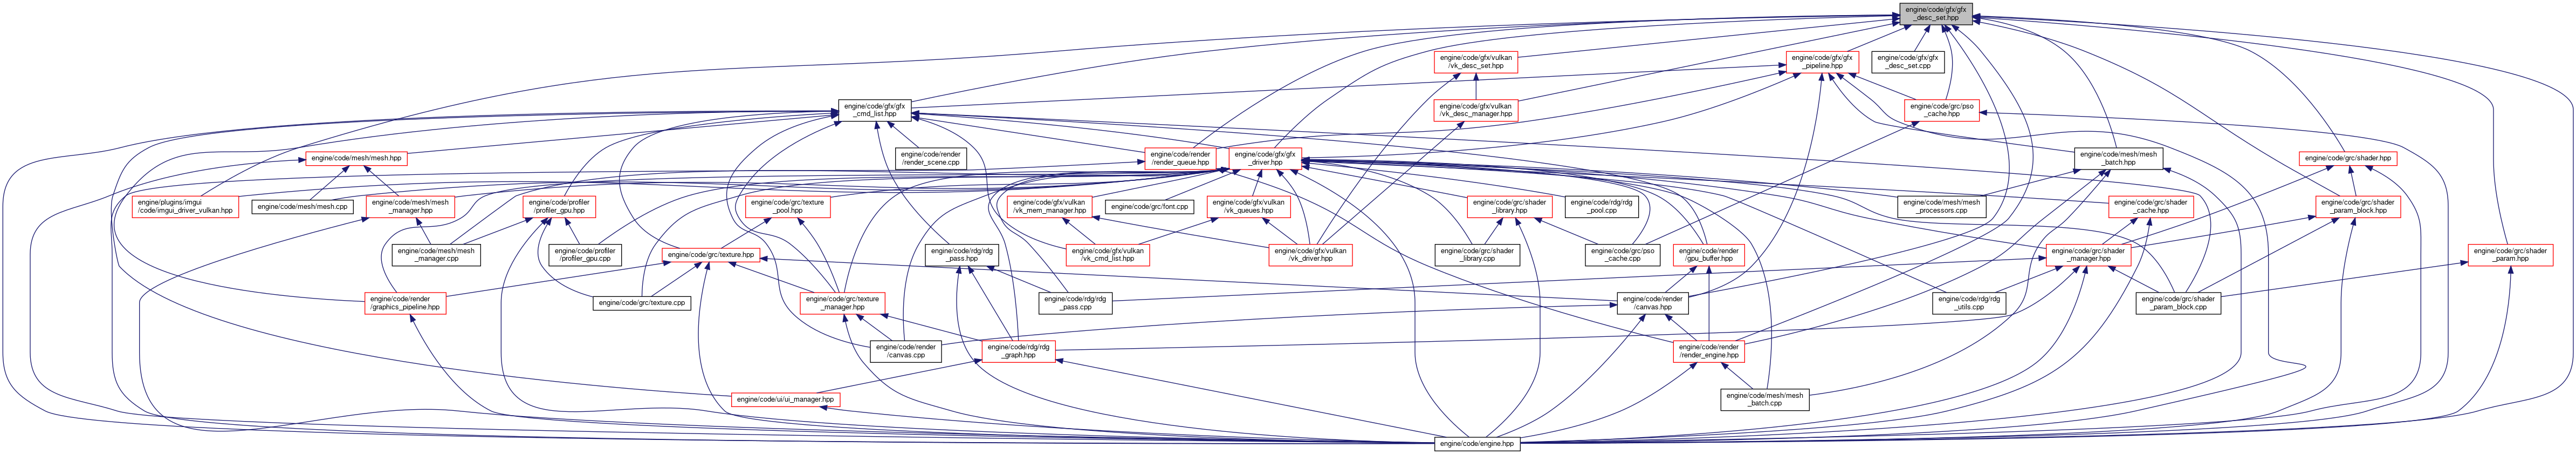 engine/code/gfx/gfx
_desc_set.hpp
engine/code/gfx/vulkan
/vk_desc_set.hpp
engine/code/gfx/gfx
_pipeline.hpp
engine/code/gfx/gfx
_desc_set.cpp
engine/code/gfx/gfx
_cmd_list.hpp
engine/code/gfx/vulkan
/vk_desc_manager.hpp
engine/code/grc/pso
_cache.hpp
engine/code/mesh/mesh.hpp
engine/code/render
/render_scene.cpp
engine/code/render
/render_queue.hpp
engine/code/gfx/gfx
_driver.hpp
engine/code/mesh/mesh
_batch.hpp
engine/code/grc/shader.hpp
engine/plugins/imgui
/code/imgui_driver_vulkan.hpp
engine/code/mesh/mesh.cpp
engine/code/mesh/mesh
_manager.hpp
engine/code/profiler
/profiler_gpu.hpp
engine/code/grc/texture
_pool.hpp
engine/code/gfx/vulkan
/vk_mem_manager.hpp
engine/code/grc/font.cpp
engine/code/gfx/vulkan
/vk_queues.hpp
engine/code/grc/shader
_library.hpp
engine/code/rdg/rdg
_pool.cpp
engine/code/mesh/mesh
_processors.cpp
engine/code/grc/shader
_cache.hpp
engine/code/grc/shader
_param_block.hpp
engine/code/mesh/mesh
_manager.cpp
engine/code/profiler
/profiler_gpu.cpp
engine/code/grc/texture.hpp
engine/code/rdg/rdg
_pass.hpp
engine/code/gfx/vulkan
/vk_cmd_list.hpp
engine/code/gfx/vulkan
/vk_driver.hpp
engine/code/grc/shader
_library.cpp
engine/code/grc/pso
_cache.cpp
engine/code/render
/gpu_buffer.hpp
engine/code/grc/shader
_manager.hpp
engine/code/grc/shader
_param.hpp
engine/code/render
/graphics_pipeline.hpp
engine/code/grc/texture.cpp
engine/code/grc/texture
_manager.hpp
engine/code/rdg/rdg
_pass.cpp
engine/code/render
/canvas.hpp
engine/code/rdg/rdg
_utils.cpp
engine/code/grc/shader
_param_block.cpp
engine/code/render
/canvas.cpp
engine/code/rdg/rdg
_graph.hpp
engine/code/render
/render_engine.hpp
engine/code/ui/ui_manager.hpp
engine/code/mesh/mesh
_batch.cpp
engine/code/engine.hpp